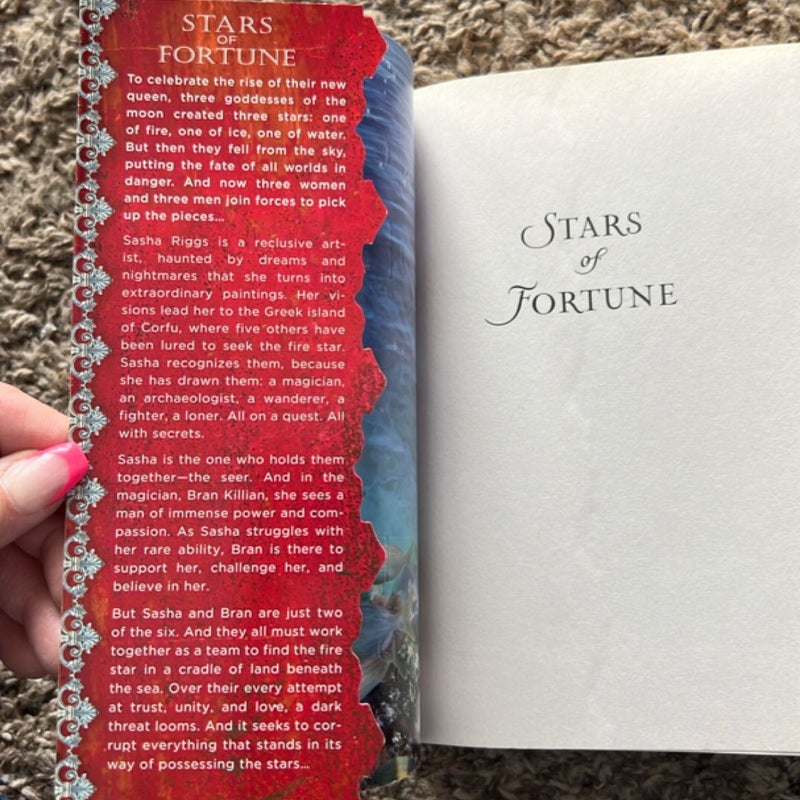 STARS
OF
FORTUNE
To celebrate the rise of their new
queen, three goddesses of the
moon created three stars: one
of fire, one of ice, one of water.
But then they fell from the sky,
putting the fate of all worlds in
danger. And now three women
and three men join forces to pick
up the pieces...
Sasha Riggs is a reclusive art-
ist, haunted by dreams and
nightmares that she turns into
extraordinary paintings. Her vi-
sions lead her to the Greek island
of Corfu, where five others have
been lured to seek the fire star.
Sasha recognizes them, because
she has drawn them: a magician,
an archaeologist, a wanderer, a
fighter, a loner. All on a quest. All
with secrets.
Sasha is the one who holds them
together—the seer. And in the
magician, Bran Killian, she sees a
man of immense power and com-
passion. As Sasha struggles with
her rare ability, Bran is there to
support her, challenge her, and
believe in her.
But Sasha and Bran are just two
of the six. And they all must work
together as a team to find the fire
star in a cradle of land beneath
the sea. Over their every attempt
at trust, unity, and love, a dark
threat looms. And it seeks to cor-
rupt everything that stands in its
way of possessing the stars...
STARS
of
FORTUNE